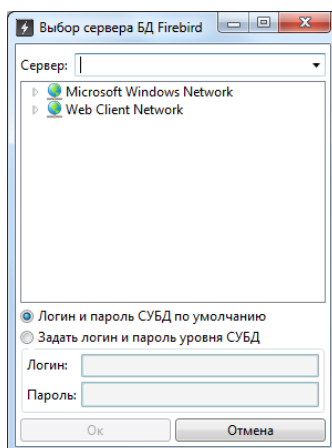 Выбор сервера БД Firebird
Сервер:
Microsoft Windows Network
Web Client Network
Логин и пароль СУБД по умолчанию
Задать логин и пароль уровня СУБД
Логин:
Пароль:
Ок
Отмена